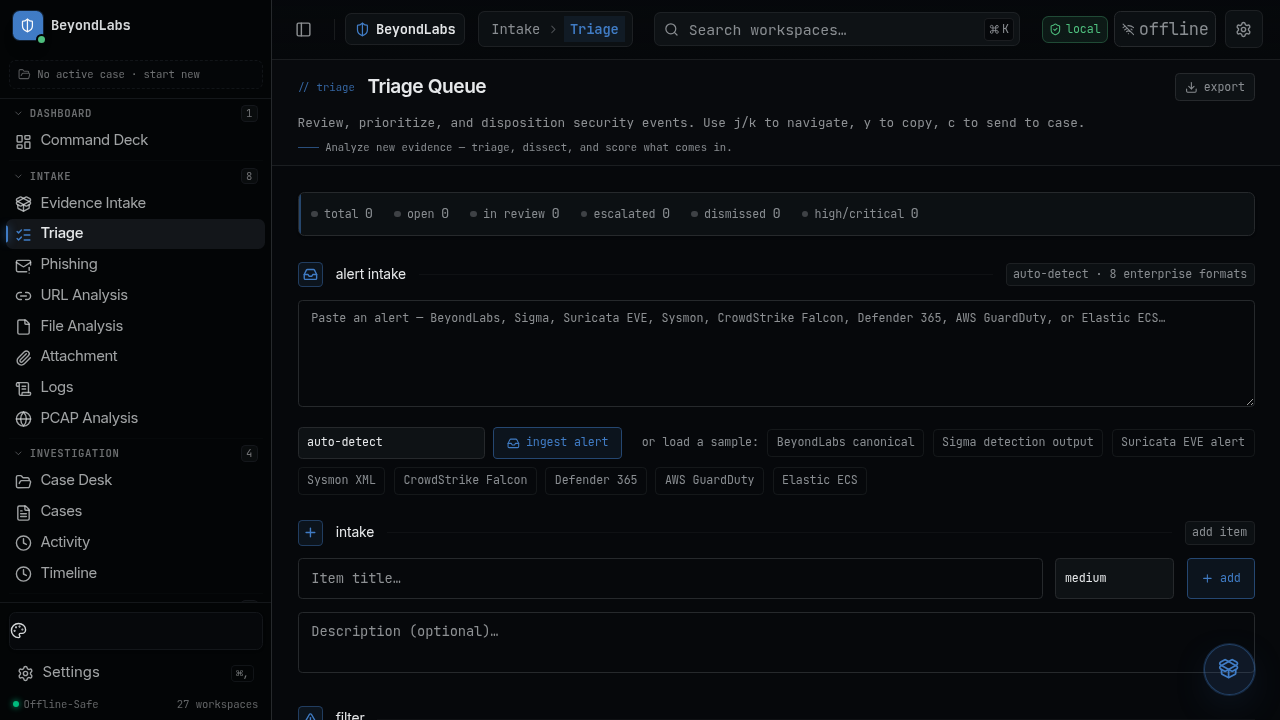 BeyondLabs
No active case · start new
DASHBOARD 1
Command Deck
INTAKE 8
Evidence Intake
Triage
Phishing
URL Analysis
File Analysis
Attachment
Logs
PCAP Analysis
INVESTIGATION 4
Case Desk
Cases
Activity
Timeline
Settings ⌘,
Offline-Safe 27 workspaces
BeyondLabs Intake > Triage Search workspaces… ⌘K local offline
// triage Triage Queue export
Review, prioritize, and disposition security events. Use j/k to navigate, y to copy, c to send to case.
Analyze new evidence — triage, dissect, and score what comes in.
total 0 open 0 in review 0 escalated 0 dismissed 0 high/critical 0
alert intake auto-detect · 8 enterprise formats
Paste an alert — BeyondLabs, Sigma, Suricata EVE, Sysmon, CrowdStrike Falcon, Defender 365, AWS GuardDuty, or Elastic ECS…
auto-detect ingest alert or load a sample: BeyondLabs canonical Sigma detection output Suricata EVE alert
Sysmon XML CrowdStrike Falcon Defender 365 AWS GuardDuty Elastic ECS
intake add item
Item title… medium + add
Description (optional)…
filter